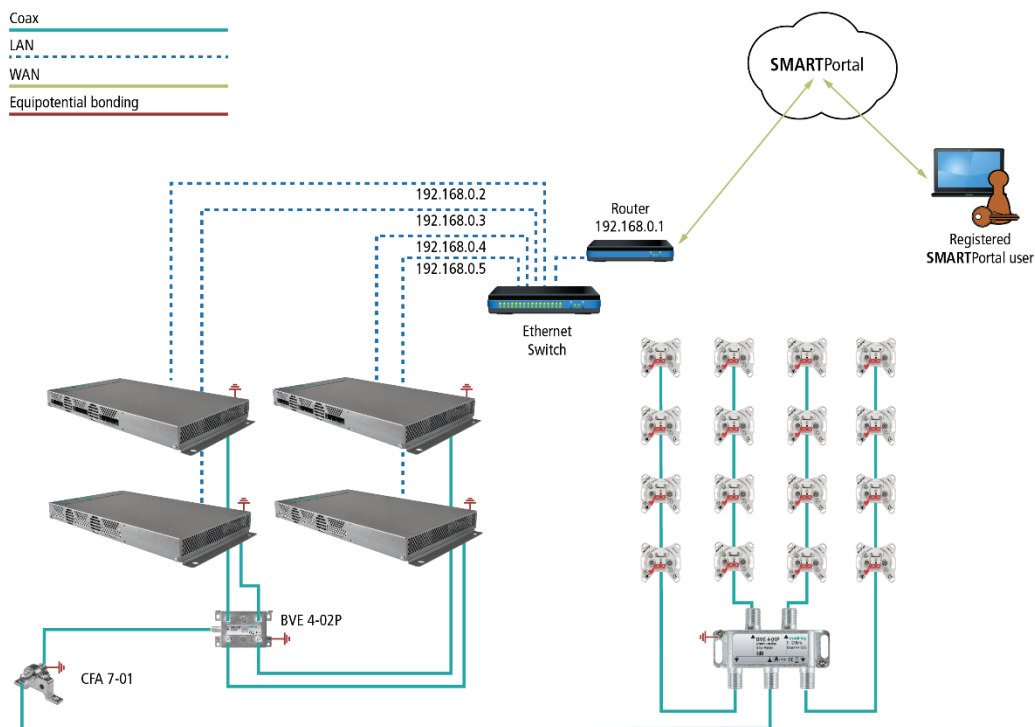 Coax
LAN
WAN
Equipotential bonding
SMARTPortal
Registered
SMARTPortal user
Router
192.168.0.1
192.168.0.2
192.168.0.3
192.168.0.4
192.168.0.5
Ethernet
Switch
BVE 4-02P
CFA 7-01
BVE 4-01P